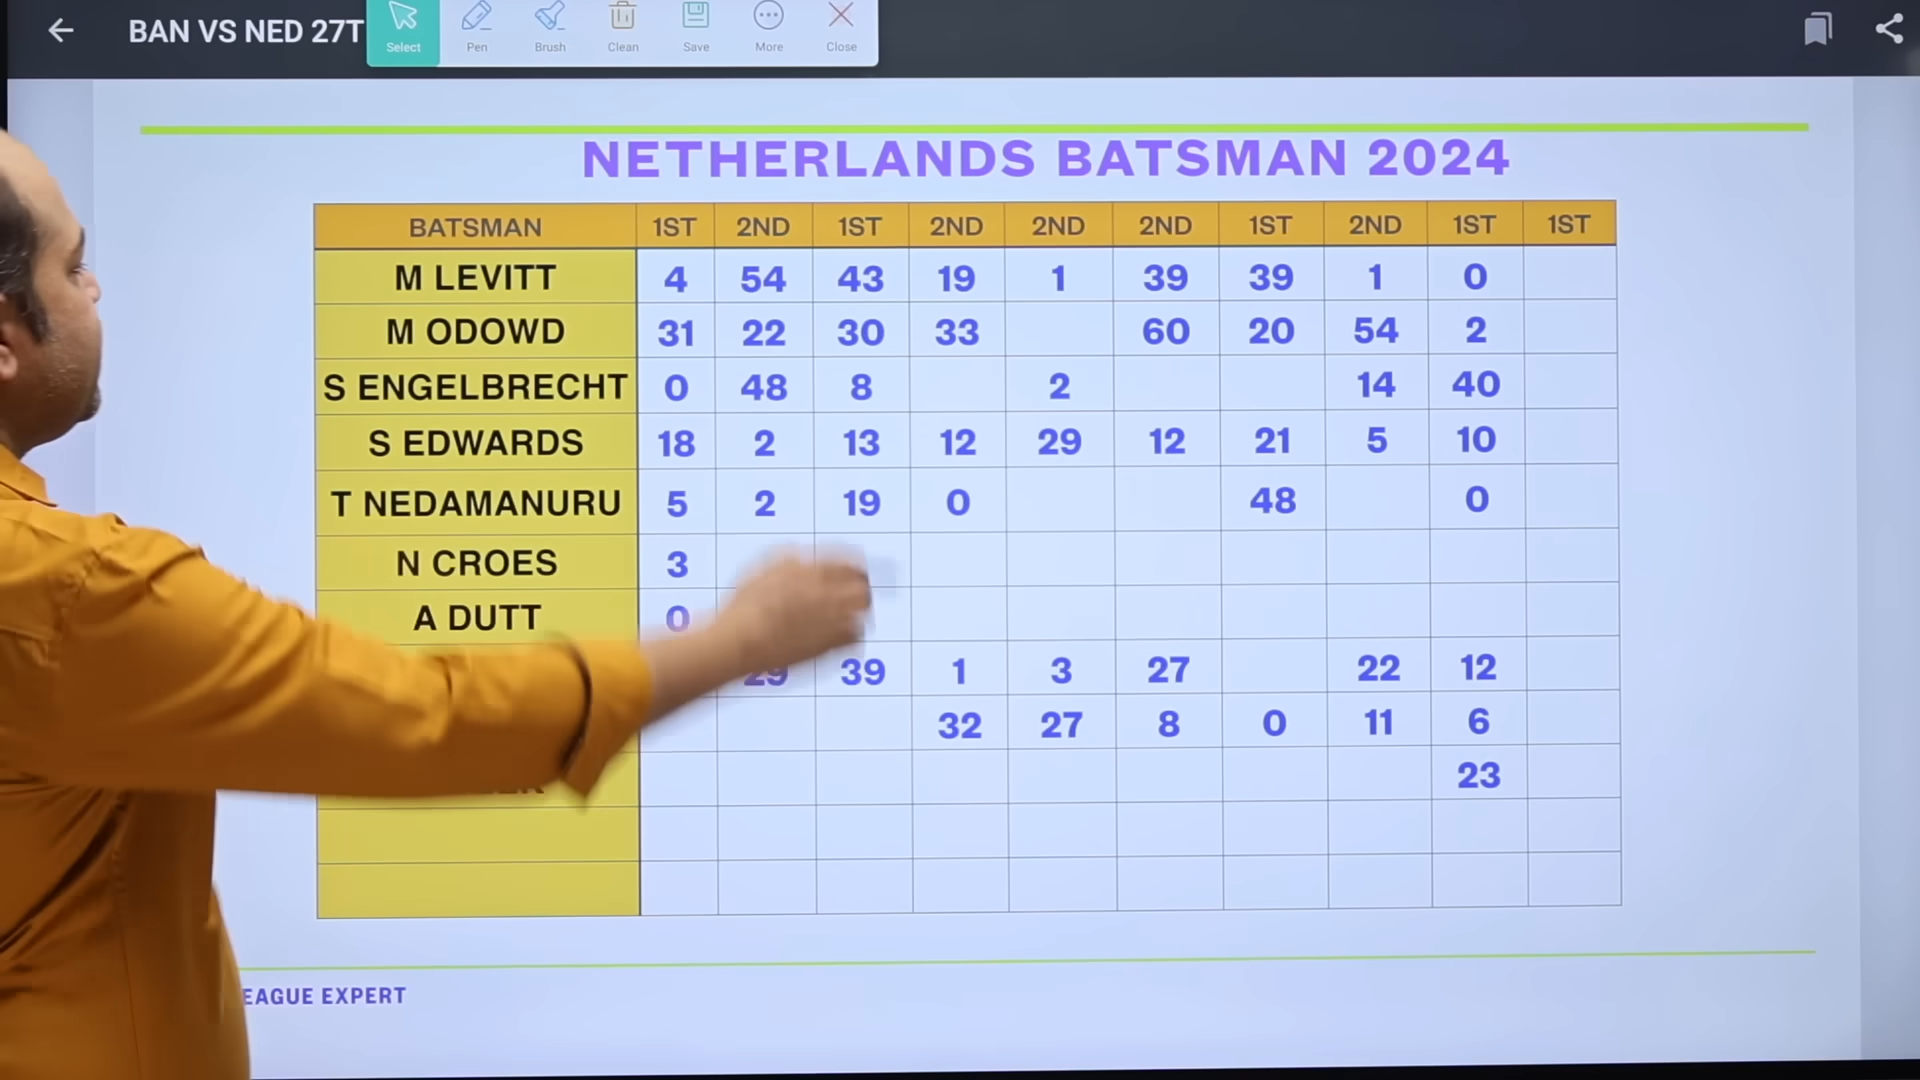 BAN VS NED 27T
Select Pen Brush Clean Save More Close
NETHERLANDS BATSMAN 2024
BATSMAN 1ST 2ND 1ST 2ND 2ND 2ND 1ST 2ND 1ST 1ST
M LEVITT 4 54 43 19 1 39 39 1 0
M ODOWD 31 22 30 33 60 20 54 2
S ENGELBRECHT 0 48 8 2 14 40
S EDWARDS 18 2 13 12 29 12 21 5 10
T NEDAMANURU 5 2 19 0 48 0
N CROES 3
A DUTT 0
29 39 1 3 27 22 12
32 27 8 0 11 6
23
EAGUE EXPERT